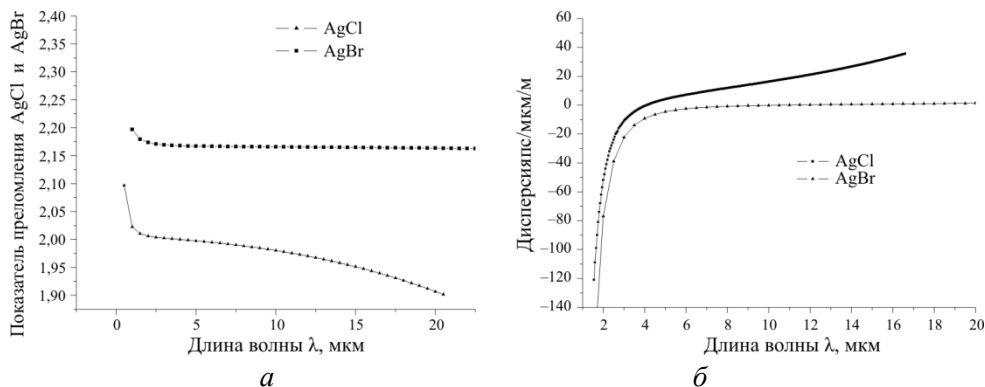 Показатель преломления AgCl и AgBr
2,40
2,35
2,30
2,25
2,20
2,15
2,10
2,05
2,00
1,95
1,90
AgCl
AgBr
0 5 10 15 20
Длина волны λ, мкм
а
Дисперсияпс/мкм/м
60
40
20
0
−20
−40
−60
−80
−100
−120
−140
AgCl
AgBr
2 4 6 8 10 12 14 16 18 20
Длина волны λ, мкм
б